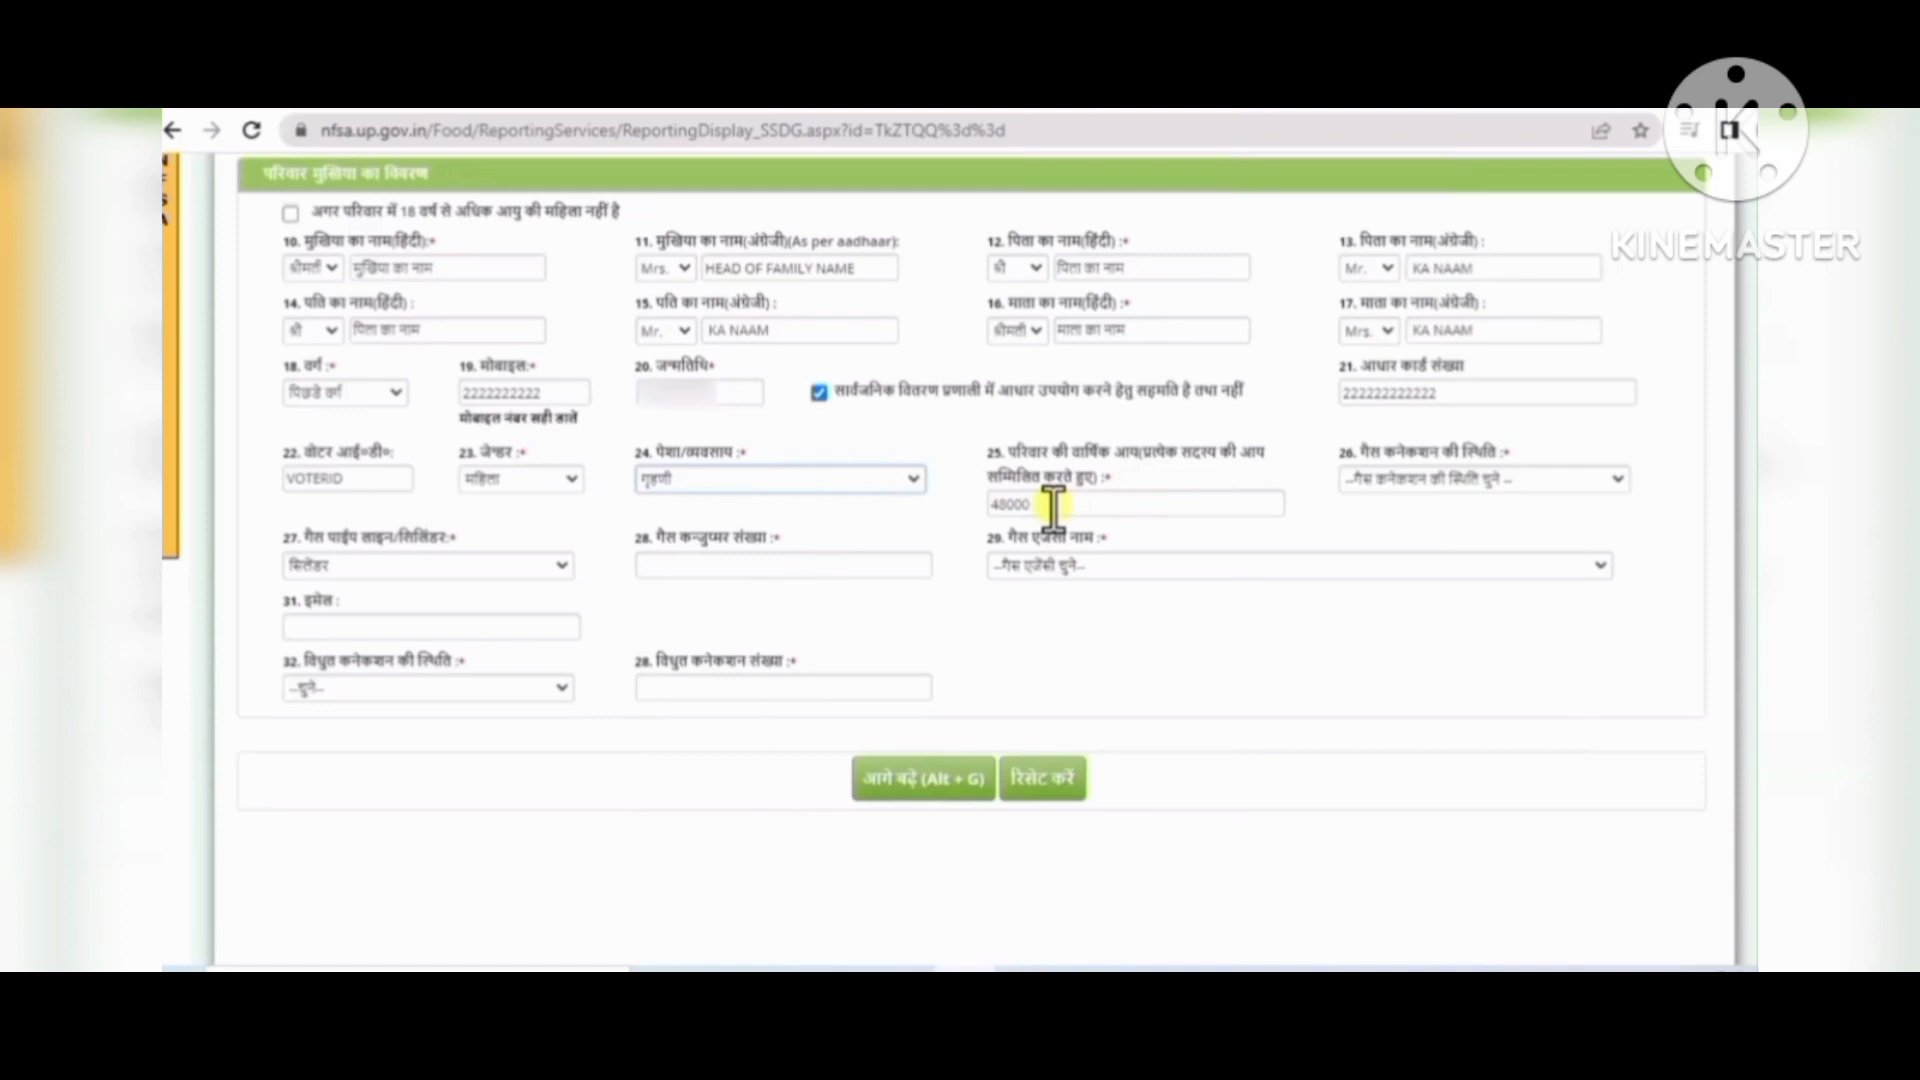 nfsa.up.gov.in/Food/ReportingServices/ReportingDisplay_SSDG.aspx?id=TkZTQQ%3d%3d
KINEMASTER
परिवार मुखिया का विवरण
अगर परिवार में 18 वर्ष से अधिक आयु की महिला नहीं है
10. मुखिया का नाम(हिंदी):* 11. मुखिया का नाम(अंग्रेजी)(As per aadhaar): 12. पिता का नाम(हिंदी) :* 13. पिता का नाम(अंग्रेजी) :
श्रीमती मुखिया का नाम Mrs. HEAD OF FAMILY NAME श्री पिता का नाम Mr. KA NAAM
14. पति का नाम(हिंदी) : 15. पति का नाम(अंग्रेजी) : 16. माता का नाम(हिंदी) :* 17. माता का नाम(अंग्रेजी) :
श्री पिता का नाम Mr. KA NAAM श्रीमती माता का नाम Mrs. KA NAAM
18. वर्ग :* 19. मोबाइल:* 20. जन्मतिथि* 21. आधार कार्ड संख्या
पिछडे वर्ग 2222222222 सार्वजनिक वितरण प्रणाली में आधार उपयोग करने हेतु सहमति है तथा नहीं 222222222222
मोबाइल नंबर सही डाले
22. वोटर आई०डी०: 23. जेन्डर :* 24. पेशा/व्यवसाय :* 25. परिवार की वार्षिक आय(प्रत्येक सदस्य की आय 26. गैस कनेकशन की स्थिति :*
सम्मिलित करते हुए) :*
VOTERID महिला गृहणी --गैस कनेकशन की स्थिति चुने --
48000
27. गैस पाईप लाइन/सिलिंडर:* 28. गैस कन्जुप्मर संख्या :* 29. गैस एजेंसी नाम :*
सिलेंडर --गैस एजेंसी चुने--
31. इमेल :
32. विधुत कनेकशन की स्थिति :* 28. विधुत कनेकशन संख्या :*
--चुने--
आगे बढ़े (Alt + G) रिसेट करें